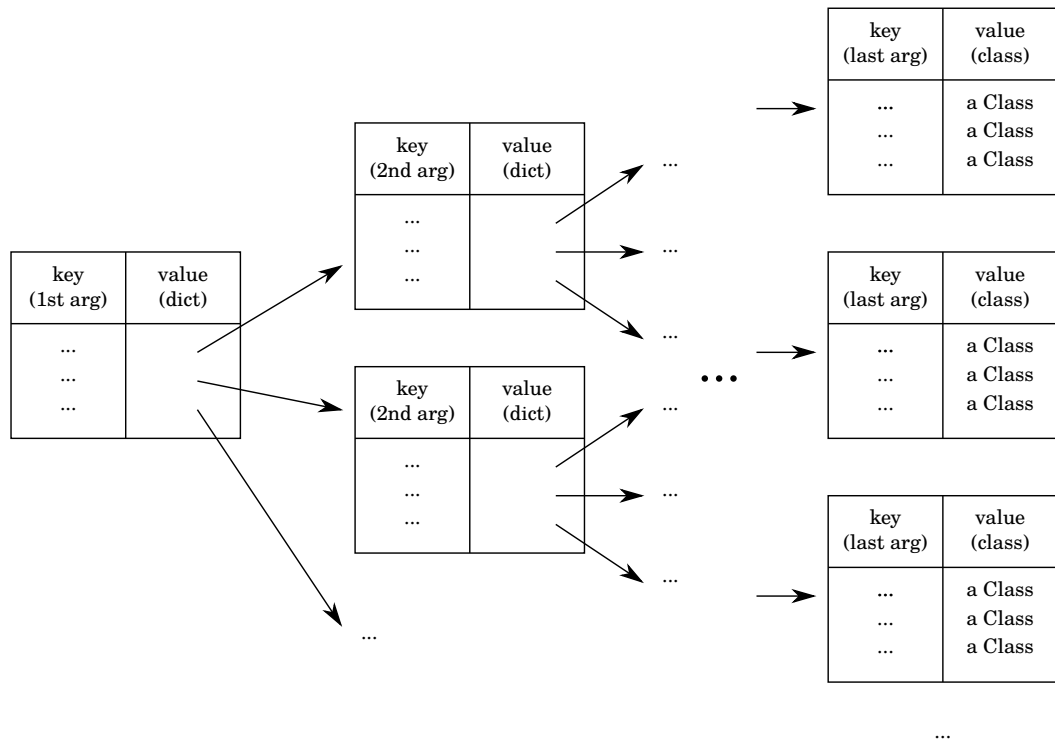 key
(1st arg)
value
(dict)
...
...
...
key
(2nd arg)
value
(dict)
...
...
...
key
(2nd arg)
value
(dict)
...
...
...
...
...
...
...
...
...
...
...
key
(last arg)
value
(class)
... a Class
... a Class
... a Class
key
(last arg)
value
(class)
... a Class
... a Class
... a Class
key
(last arg)
value
(class)
... a Class
... a Class
... a Class
...